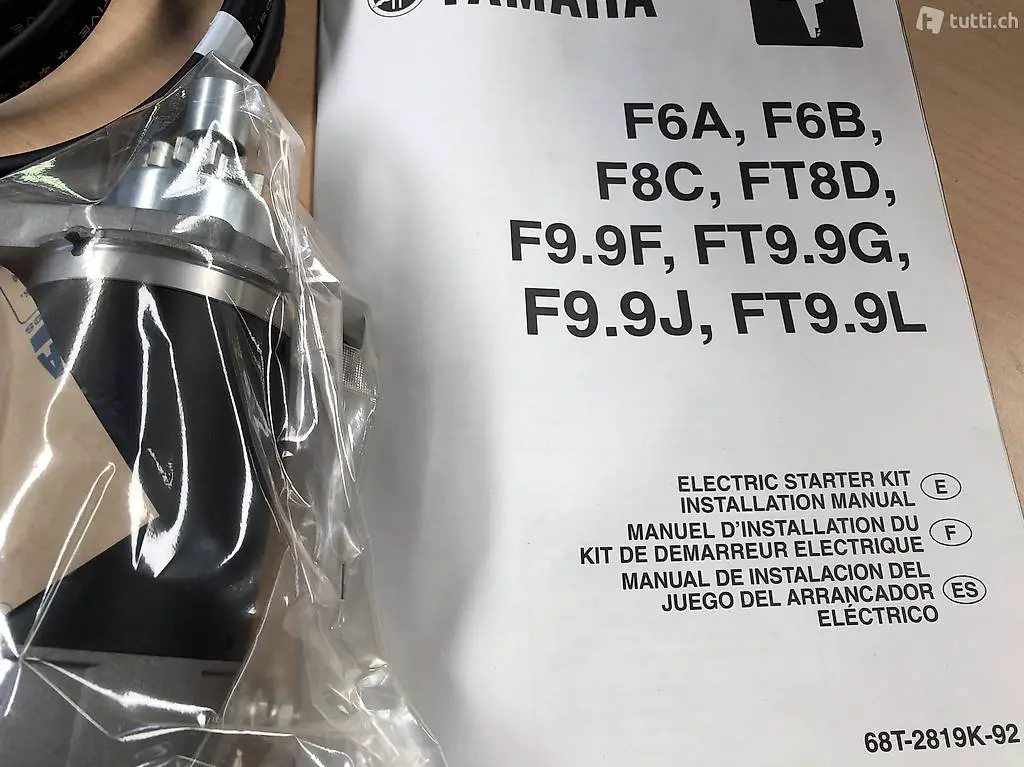 YAMAHA
tutti.ch
F6A, F6B,
F8C, FT8D,
F9.9F, FT9.9G,
F9.9J, FT9.9L
ELECTRIC STARTER KIT
INSTALLATION MANUAL
E
MANUEL D'INSTALLATION DU
KIT DE DEMARREUR ELECTRIQUE
F
MANUAL DE INSTALACION DEL
JUEGO DEL ARRANCADOR
ELÉCTRICO
ES
68T-2819K-92